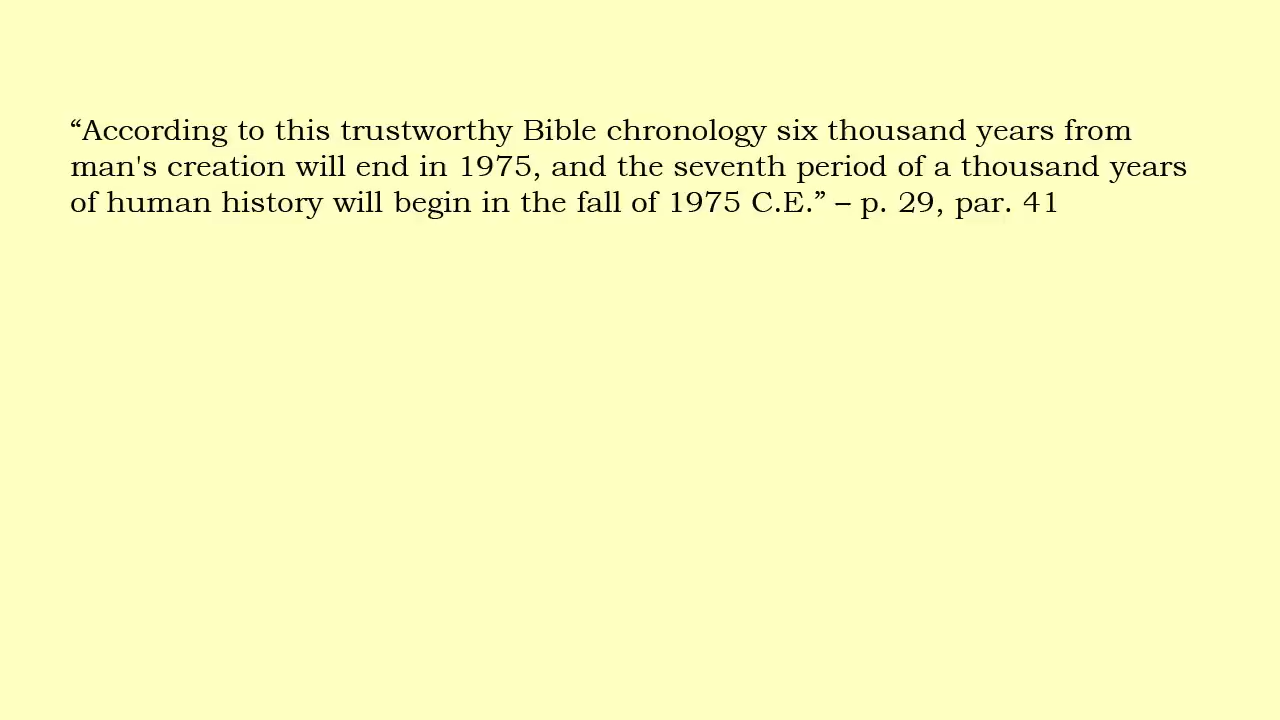 “According to this trustworthy Bible chronology six thousand years from
man's creation will end in 1975, and the seventh period of a thousand years
of human history will begin in the fall of 1975 C.E.” – p. 29, par. 41